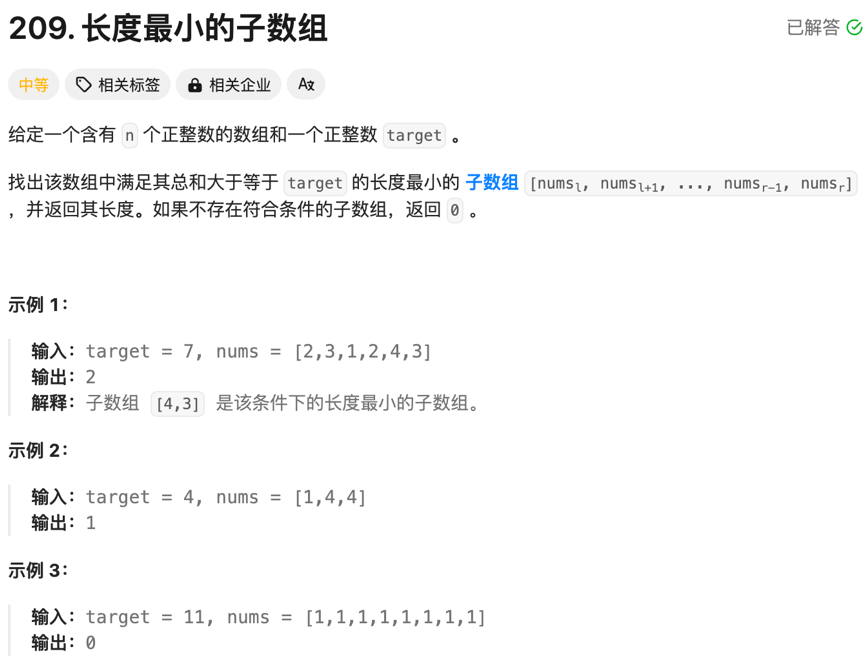 209. 长度最小的子数组
已解答
中等 相关标签 相关企业
给定一个含有 n 个正整数的数组和一个正整数 target 。
找出该数组中满足其总和大于等于 target 的长度最小的 子数组 [numsl, numsl+1, ..., numsr-1, numsr]
，并返回其长度。如果不存在符合条件的子数组，返回 0 。
示例 1：
输入：target = 7, nums = [2,3,1,2,4,3]
输出：2
解释：子数组 [4,3] 是该条件下的长度最小的子数组。
示例 2：
输入：target = 4, nums = [1,4,4]
输出：1
示例 3：
输入：target = 11, nums = [1,1,1,1,1,1,1,1]
输出：0